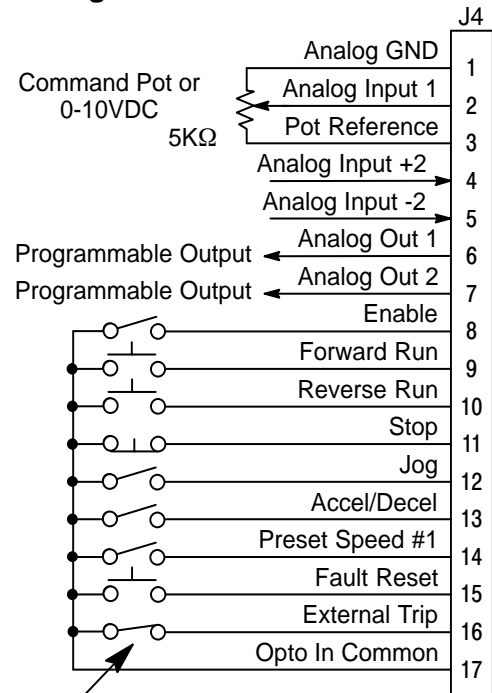 J4
Analog GND 1
Command Pot or
0-10VDC
Analog Input 1 2
5KΩ
Pot Reference 3
Analog Input +2 4
Analog Input -2 5
Programmable Output Analog Out 1 6
Programmable Output Analog Out 2 7
Enable 8
Forward Run 9
Reverse Run 10
Stop 11
Jog 12
Accel/Decel 13
Preset Speed #1 14
Fault Reset 15
External Trip 16
Opto In Common 17